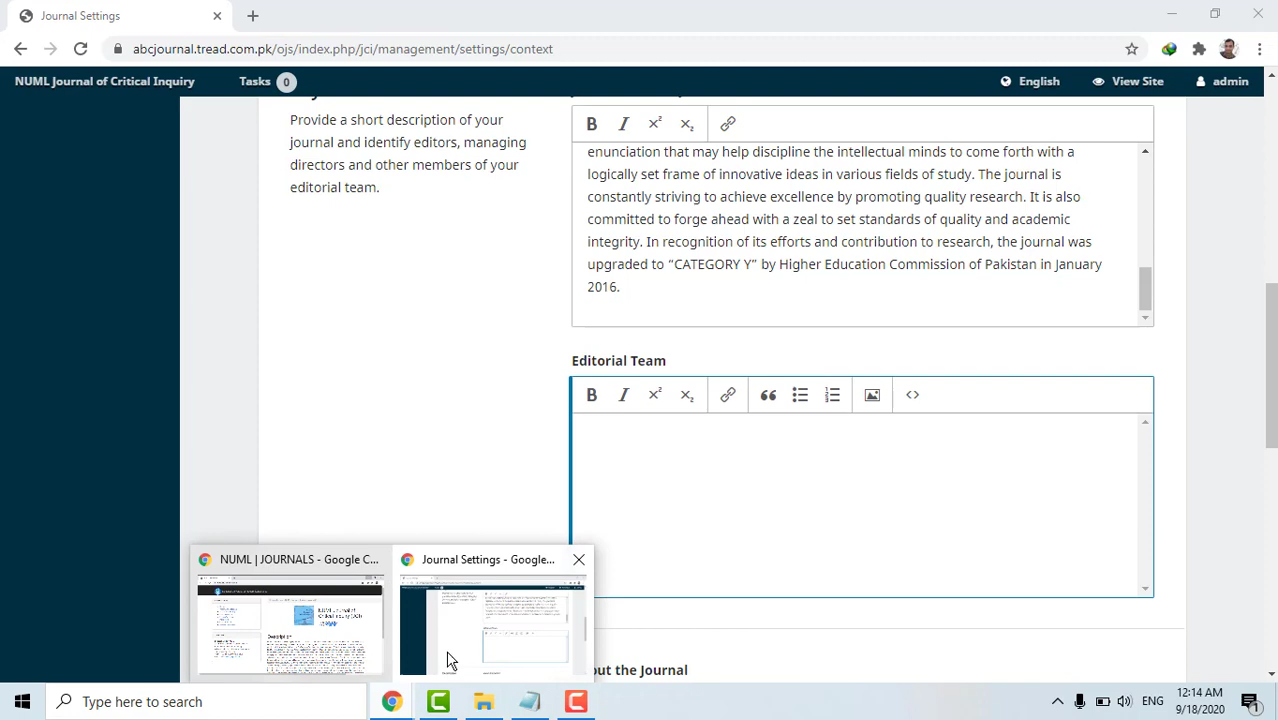 Journal Settings
abcjournal.tread.com.pk/ojs/index.php/jci/management/settings/context
NUML Journal of Critical Inquiry
Tasks 0
English
View Site
admin
Provide a short description of your
journal and identify editors, managing
directors and other members of your
editorial team.
enunciation that may help discipline the intellectual minds to come forth with a
logically set frame of innovative ideas in various fields of study. The journal is
constantly striving to achieve excellence by promoting quality research. It is also
committed to forge ahead with a zeal to set standards of quality and academic
integrity. In recognition of its efforts and contribution to research, the journal was
upgraded to “CATEGORY Y” by Higher Education Commission of Pakistan in January
2016.
Editorial Team
NUML | JOURNALS - Google C...
Journal Settings - Google...
Description
bout the Journal
Type here to search
ENG
12:14 AM
9/18/2020